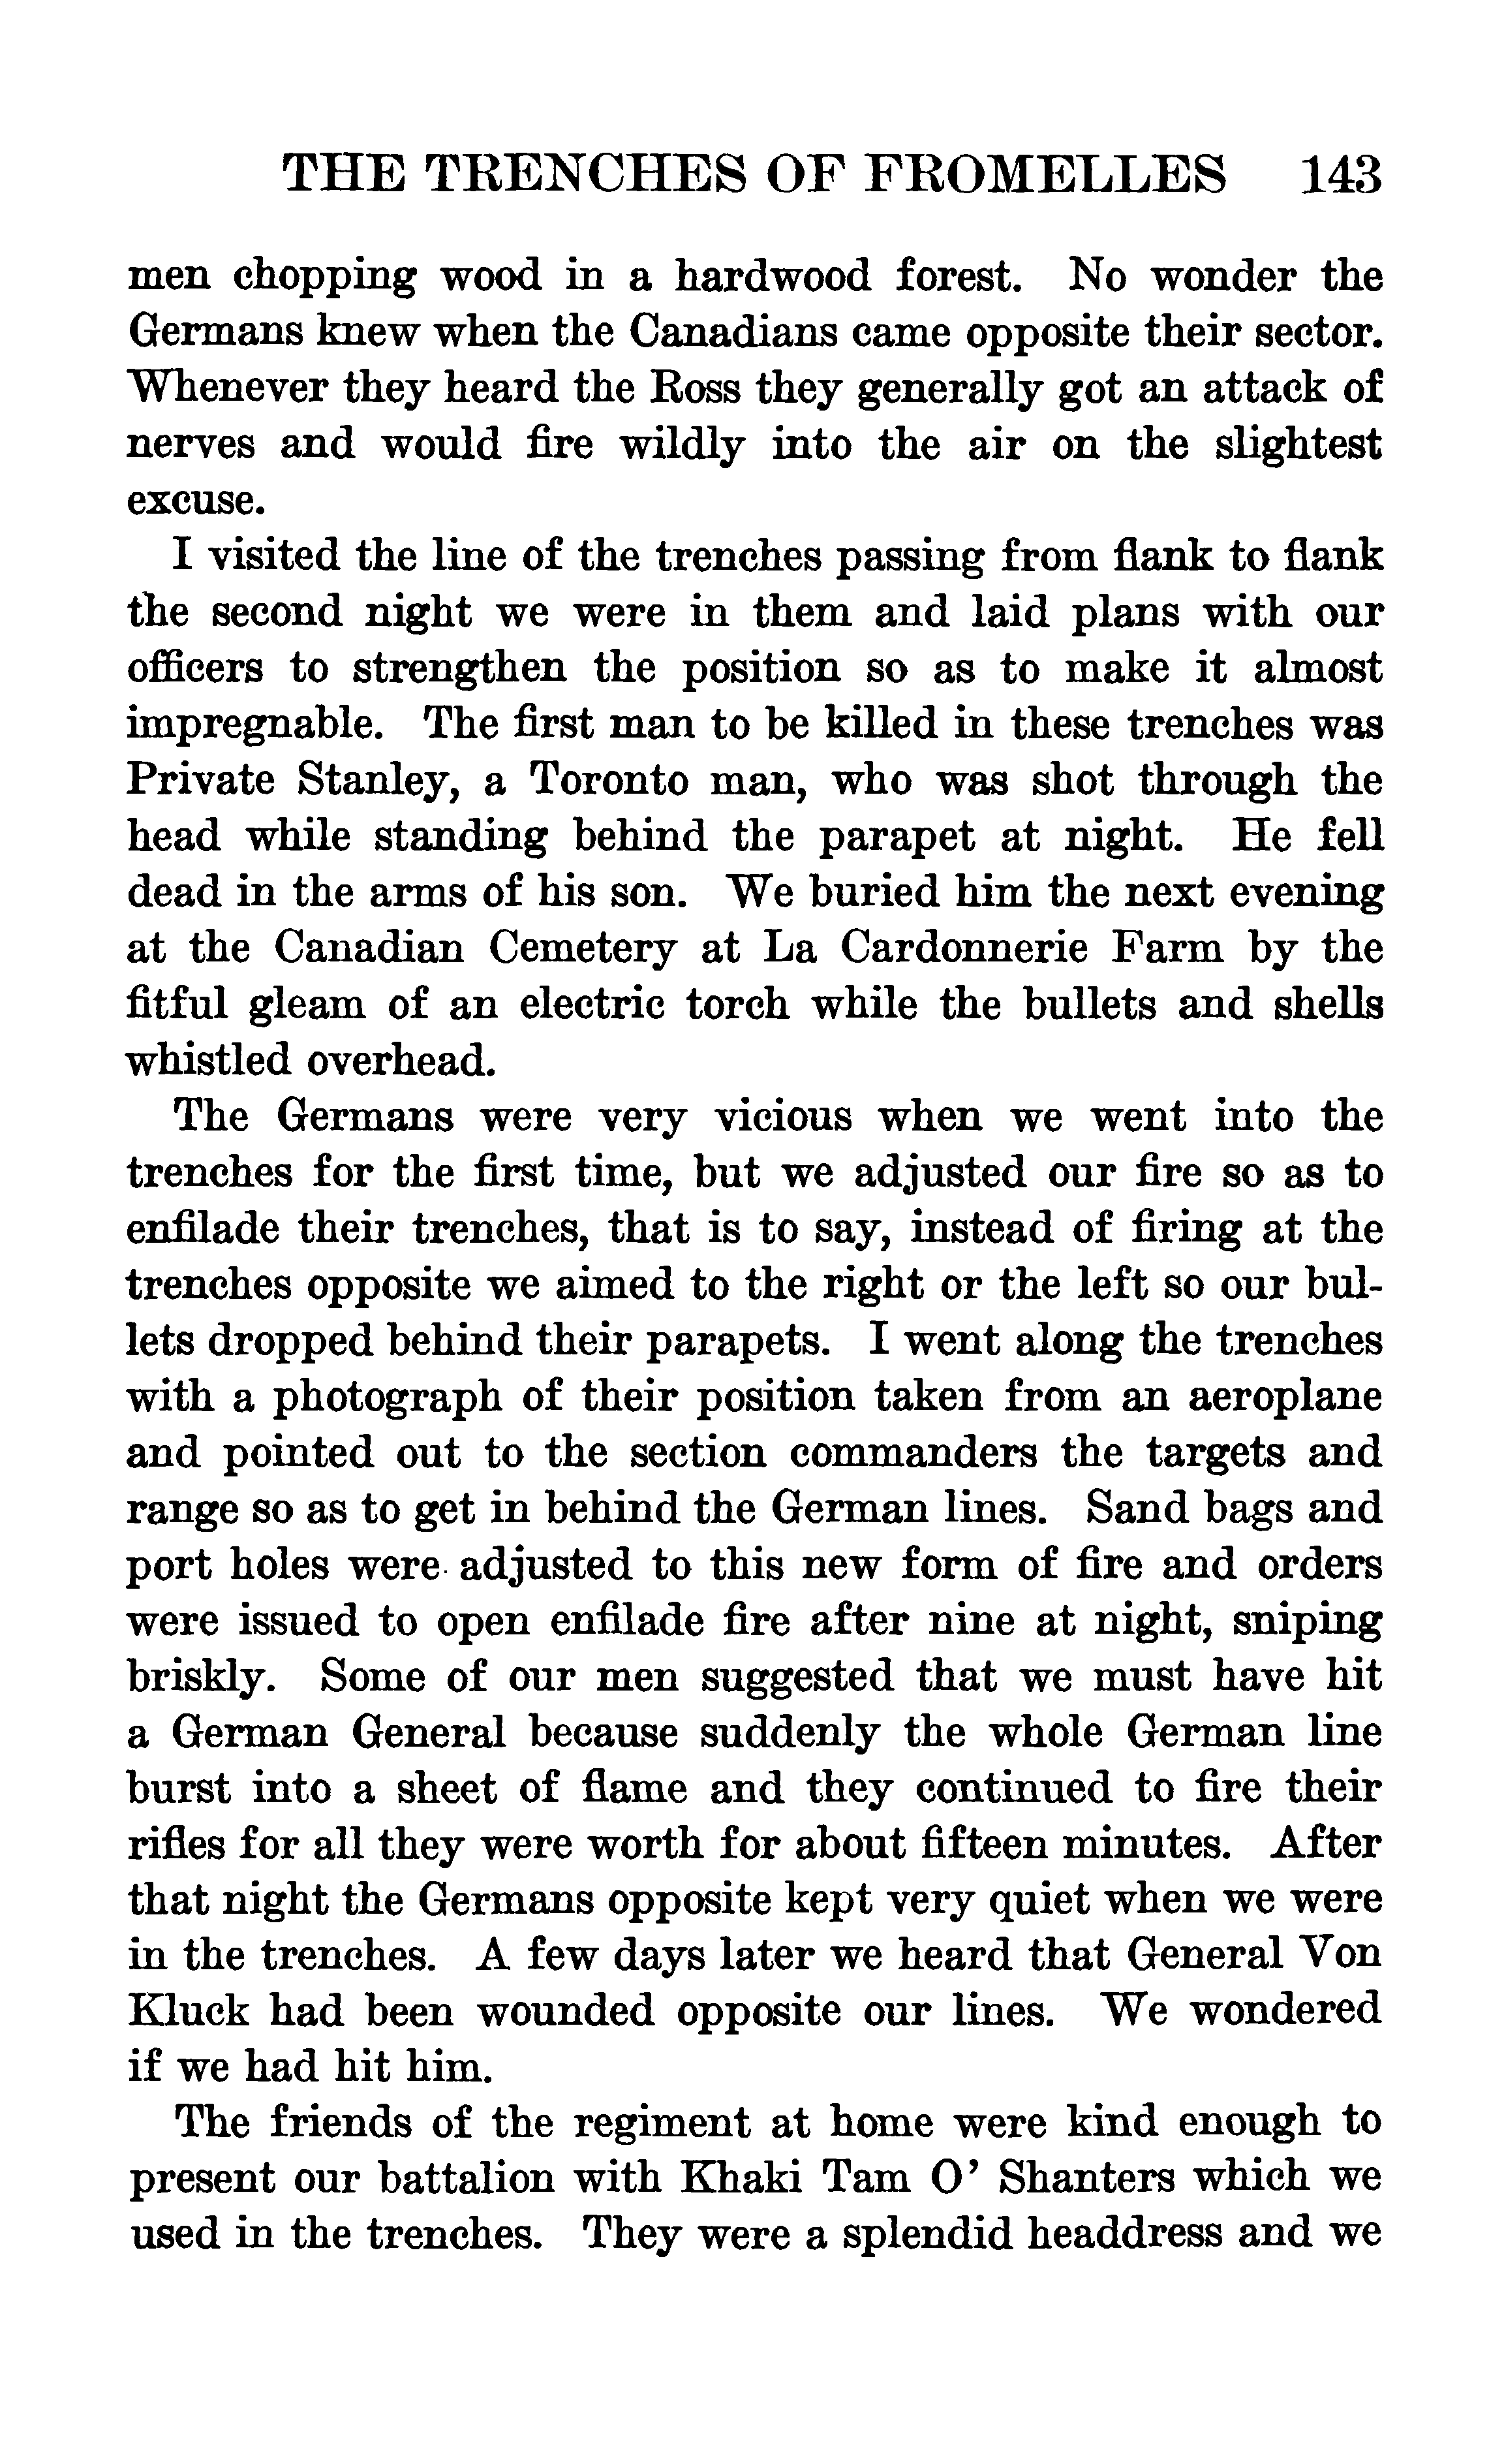 THE TRENCHES OF FROMELLES 143
men chopping wood in a hardwood forest. No wonder the
Germans knew when the Canadians came opposite their sector.
Whenever they heard the Ross they generally got an attack of
nerves and would fire wildly into the air on the slightest
excuse.
I visited the line of the trenches passing from flank to flank
the second night we were in them and laid plans with our
officers to strengthen the position so as to make it almost
impregnable. The first man to be killed in these trenches was
Private Stanley, a Toronto man, who was shot through the
head while standing behind the parapet at night. He fell
dead in the arms of his son. We buried him the next evening
at the Canadian Cemetery at La Cardonnerie Farm by the
fitful gleam of an electric torch while the bullets and shells
whistled overhead.
The Germans were very vicious when we went into the
trenches for the first time, but we adjusted our fire so as to
enfilade their trenches, that is to say, instead of firing at the
trenches opposite we aimed to the right or the left so our bul-
lets dropped behind their parapets. I went along the trenches
with a photograph of their position taken from an aeroplane
and pointed out to the section commanders the targets and
range so as to get in behind the German lines. Sand bags and
port holes were adjusted to this new form of fire and orders
were issued to open enfilade fire after nine at night, sniping
briskly. Some of our men suggested that we must have hit
a German General because suddenly the whole German line
burst into a sheet of flame and they continued to fire their
rifles for all they were worth for about fifteen minutes. After
that night the Germans opposite kept very quiet when we were
in the trenches. A few days later we heard that General Von
Kluck had been wounded opposite our lines. We wondered
if we had hit him.
The friends of the regiment at home were kind enough to
present our battalion with Khaki Tam O' Shanters which we
used in the trenches. They were a splendid headdress and we